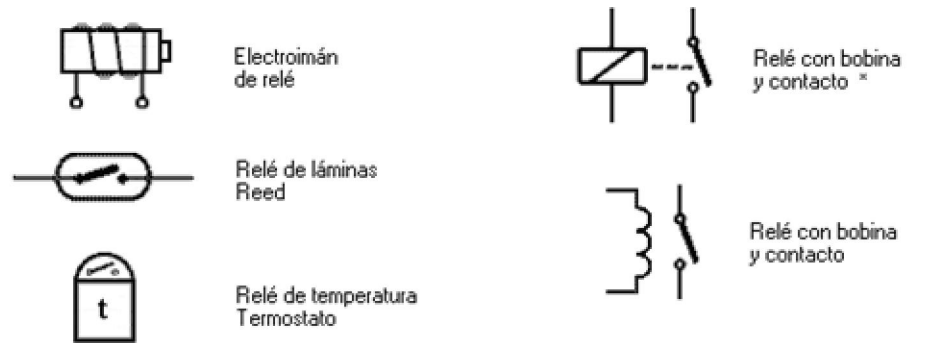 Electroimán
de relé
Relé de láminas
Reed
t
Relé de temperatura
Termostato
Relé con bobina
y contacto *
Relé con bobina
y contacto